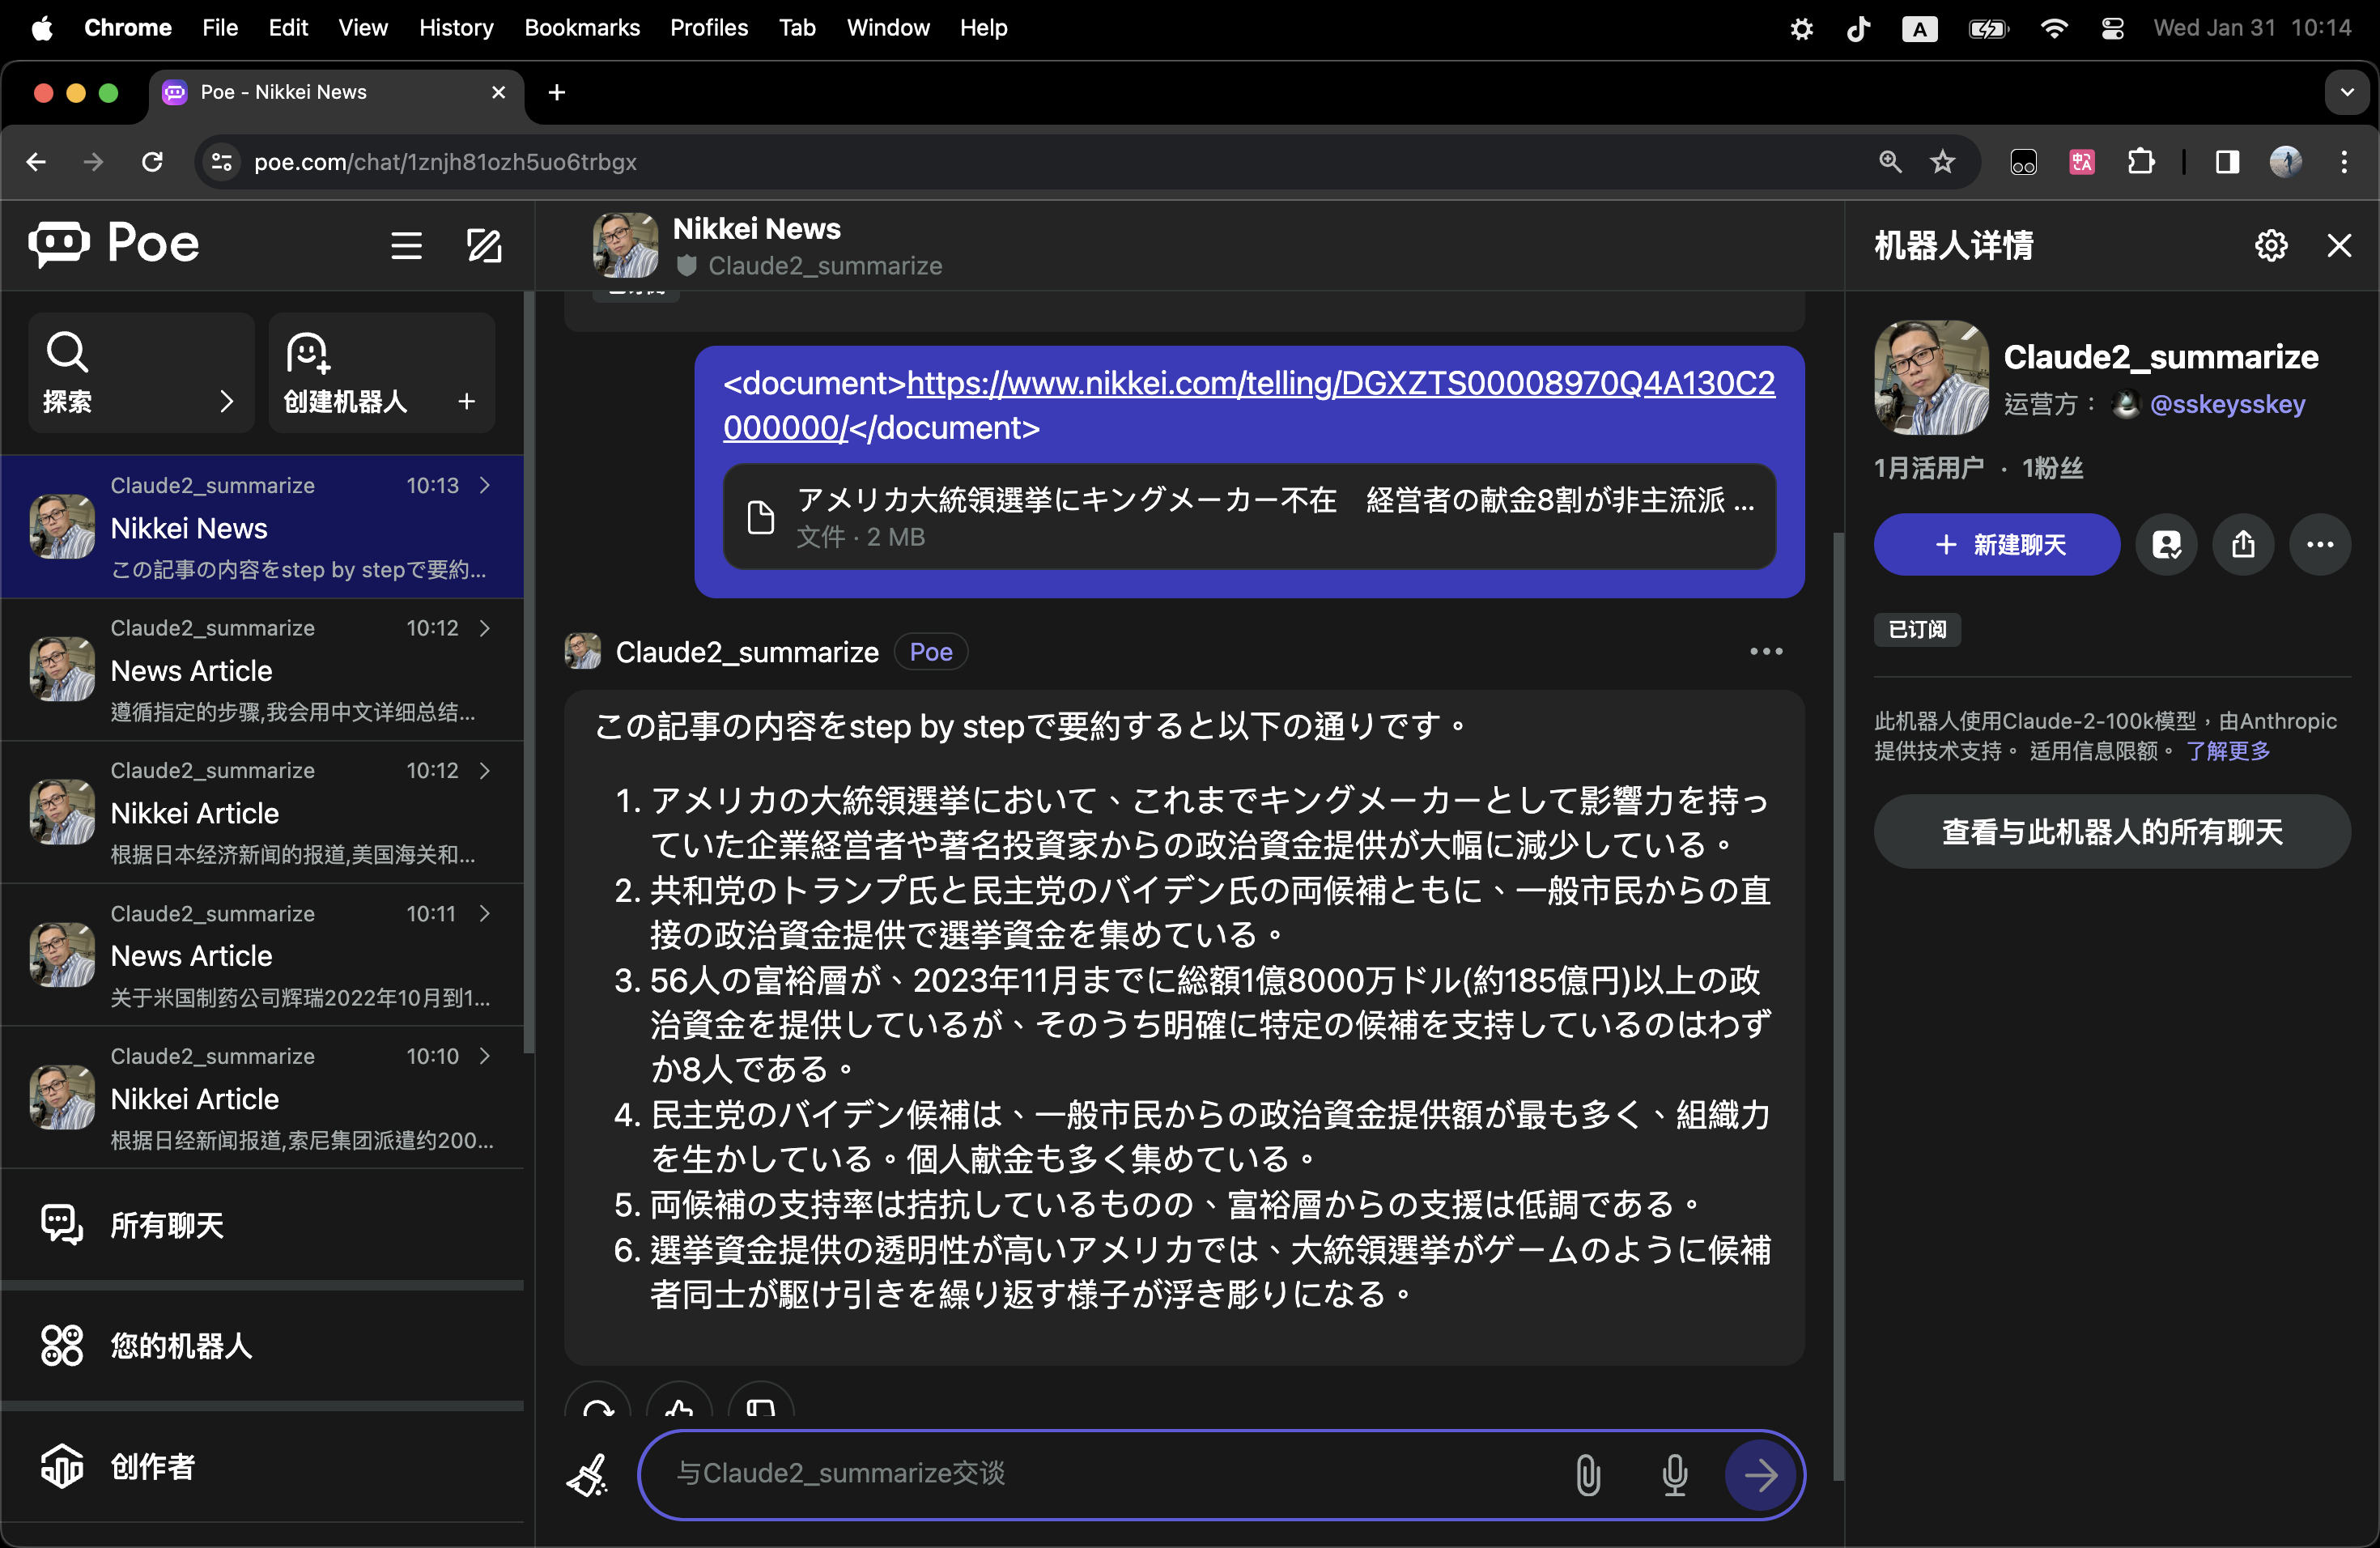 Chrome File Edit View History Bookmarks Profiles Tab Window Help
A
Wed Jan 31 10:14
Poe - Nikkei News
poe.com/chat/1znjh81ozh5uo6trbgx
Poe
探索
创建机器人
Claude2_summarize 10:13
Nikkei News
この記事の内容をstep by stepで要約...
Claude2_summarize 10:12
News Article
遵循指定的步骤,我会用中文详细总结...
Claude2_summarize 10:12
Nikkei Article
根据日本经济新闻的报道,美国海关和...
Claude2_summarize 10:11
News Article
关于米国制药公司辉瑞2022年10月到1...
Claude2_summarize 10:10
Nikkei Article
根据日经新闻报道,索尼集团派遣约200...
所有聊天
您的机器人
创作者
Nikkei News
Claude2_summarize
<document>https://www.nikkei.com/telling/DGXZTS00008970Q4A130C2
000000/</document>
アメリカ大統領選挙にキングメーカー不在　経営者の献金8割が非主流派 ...
文件 · 2 MB
Claude2_summarize Poe
この記事の内容をstep by stepで要約すると以下の通りです。
1. アメリカの大統領選挙において、これまでキングメーカーとして影響力を持っ
ていた企業経営者や著名投資家からの政治資金提供が大幅に減少している。
2. 共和党のトランプ氏と民主党のバイデン氏の両候補ともに、一般市民からの直
接の政治資金提供で選挙資金を集めている。
3. 56人の富裕層が、2023年11月までに総額1億8000万ドル(約185億円)以上の政
治資金を提供しているが、そのうち明確に特定の候補を支持しているのはわず
か8人である。
4. 民主党のバイデン候補は、一般市民からの政治資金提供額が最も多く、組織力
を生かしている。個人献金も多く集めている。
5. 両候補の支持率は拮抗しているものの、富裕層からの支援は低調である。
6. 選挙資金提供の透明性が高いアメリカでは、大統領選挙がゲームのように候補
者同士が駆け引きを繰り返す様子が浮き彫りになる。
与Claude2_summarize交谈
机器人详情
Claude2_summarize
运营方： @sskeysskey
1月活用户 · 1粉丝
新建聊天
已订阅
此机器人使用Claude-2-100k模型，由Anthropic
提供技术支持。 适用信息限额。 了解更多
查看与此机器人的所有聊天